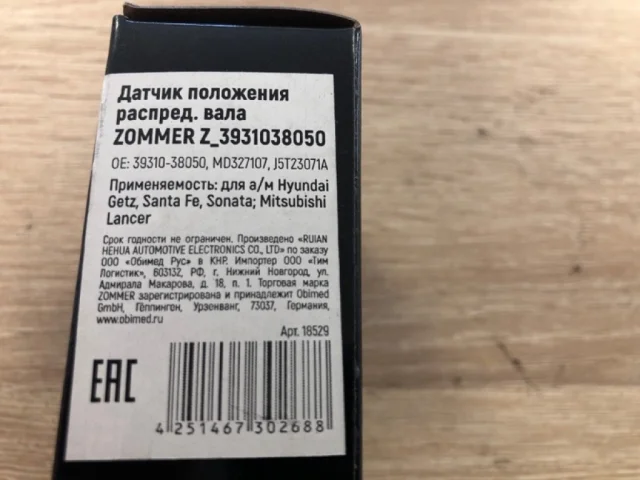 Датчик положения
распред. вала
ZOMMER Z_3931038050
OE: 39310-38050, MD327107, J5T23071A
Применяемость: для а/м Hyundai
Getz, Santa Fe, Sonata; Mitsubishi
Lancer
Срок годности не ограничен. Произведено «RUIAN
HEHUA AUTOMOTIVE ELECTRONICS CO., LTD» по заказу
ООО «Обимед Рус» в КНР. Импортер ООО «Тим
Логистик», 603132, РФ, г. Нижний Новгород, ул.
Адмирала Макарова, д. 18, п. 1. Торговая марка
ZOMMER зарегистрирована и принадлежит Obimed
GmbH, Гёппинген, Урзенванг, 73037, Германия,
www.obimed.ru
Арт. 18529
EAC
4 251467 302688